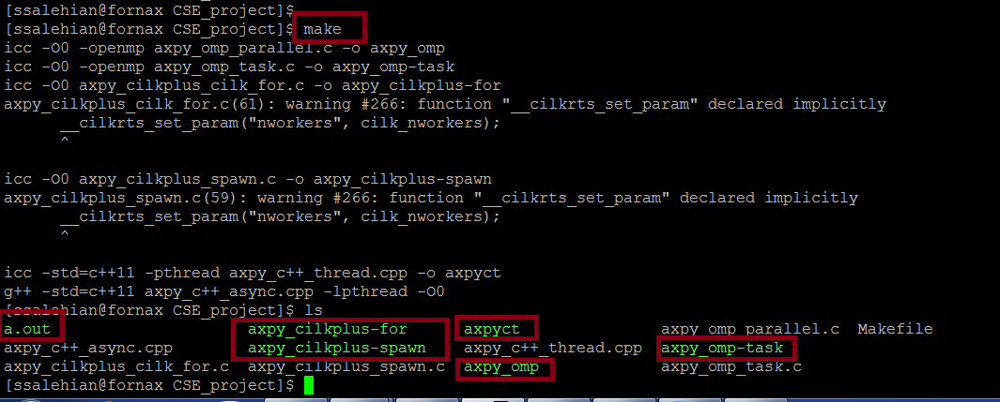 [ssalehian@fornax CSE_project]$
[ssalehian@fornax CSE_project]$ make
icc -O0 -openmp axpy_omp_parallel.c -o axpy_omp
icc -O0 -openmp axpy_omp_task.c -o axpy_omp-task
icc -O0 axpy_cilkplus_cilk_for.c -o axpy_cilkplus-for
axpy_cilkplus_cilk_for.c(61): warning #266: function "__cilkrts_set_param" declared implicitly
__cilkrts_set_param("nworkers", cilk_nworkers);
^
icc -O0 axpy_cilkplus_spawn.c -o axpy_cilkplus-spawn
axpy_cilkplus_spawn.c(59): warning #266: function "__cilkrts_set_param" declared implicitly
__cilkrts_set_param("nworkers", cilk_nworkers);
^
icc -std=c++11 -pthread axpy_c++_thread.cpp -o axpyct
g++ -std=c++11 axpy_c++_async.cpp -lpthread -O0
[ssalehian@fornax CSE_project]$ ls
a.out axpy_cilkplus-for axpyct axpy_omp_parallel.c Makefile
axpy_c++_async.cpp axpy_cilkplus-spawn axpy_c++_thread.cpp axpy_omp-task
axpy_cilkplus_cilk_for.c axpy_cilkplus_spawn.c axpy_omp axpy_omp_task.c
[ssalehian@fornax CSE_project]$